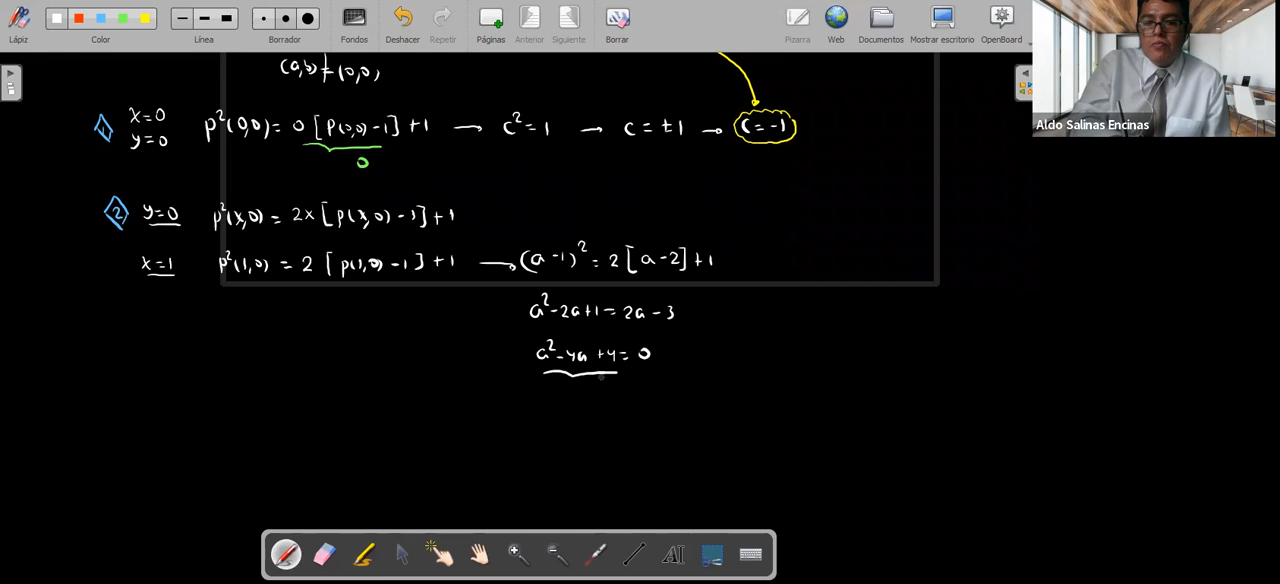 Lápiz
Color
Línea
Borrador
Fondos
Deshacer
Repetir
Páginas
Anterior
Siguiente
Borrar
Pizarra
Web
Documentos
Mostrar escritorio
OpenBoard
Aldo Salinas Encinas
(a,b) ≠ (0,0)
1 x=0 y=0 p²(0,0) = 0 [P(0,0) -1] +1 → c² = 1 → c = ±1 → c = -1
0
2 y=0 p²(x,0) = 2x [p(x,0) -1] +1
x=1 p²(1,0) = 2 [p(1,0) -1] +1 → (a-1)² = 2 [a-2] +1
a² -2a +1 = 2a -3
a² -4a +4 = 0
AI